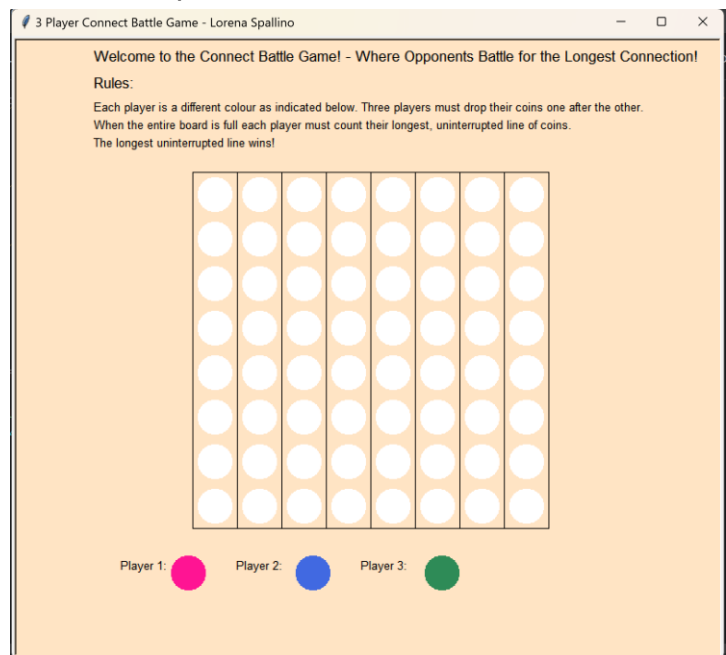 3 Player Connect Battle Game - Lorena Spallino
Welcome to the Connect Battle Game! - Where Opponents Battle for the Longest Connection!
Rules:
Each player is a different colour as indicated below. Three players must drop their coins one after the other.
When the entire board is full each player must count their longest, uninterrupted line of coins.
The longest uninterrupted line wins!
Player 1: Player 2: Player 3: